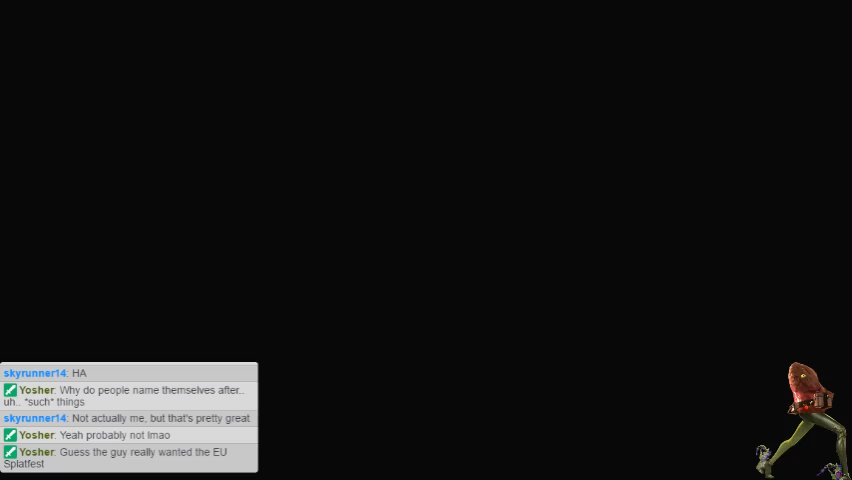 skyrunner14: HA
Yosher: Why do people name themselves after..
uh.. *such* things
skyrunner14: Not actually me, but that's pretty great
Yosher: Yeah probably not lmao
Yosher: Guess the guy really wanted the EU
Splatfest